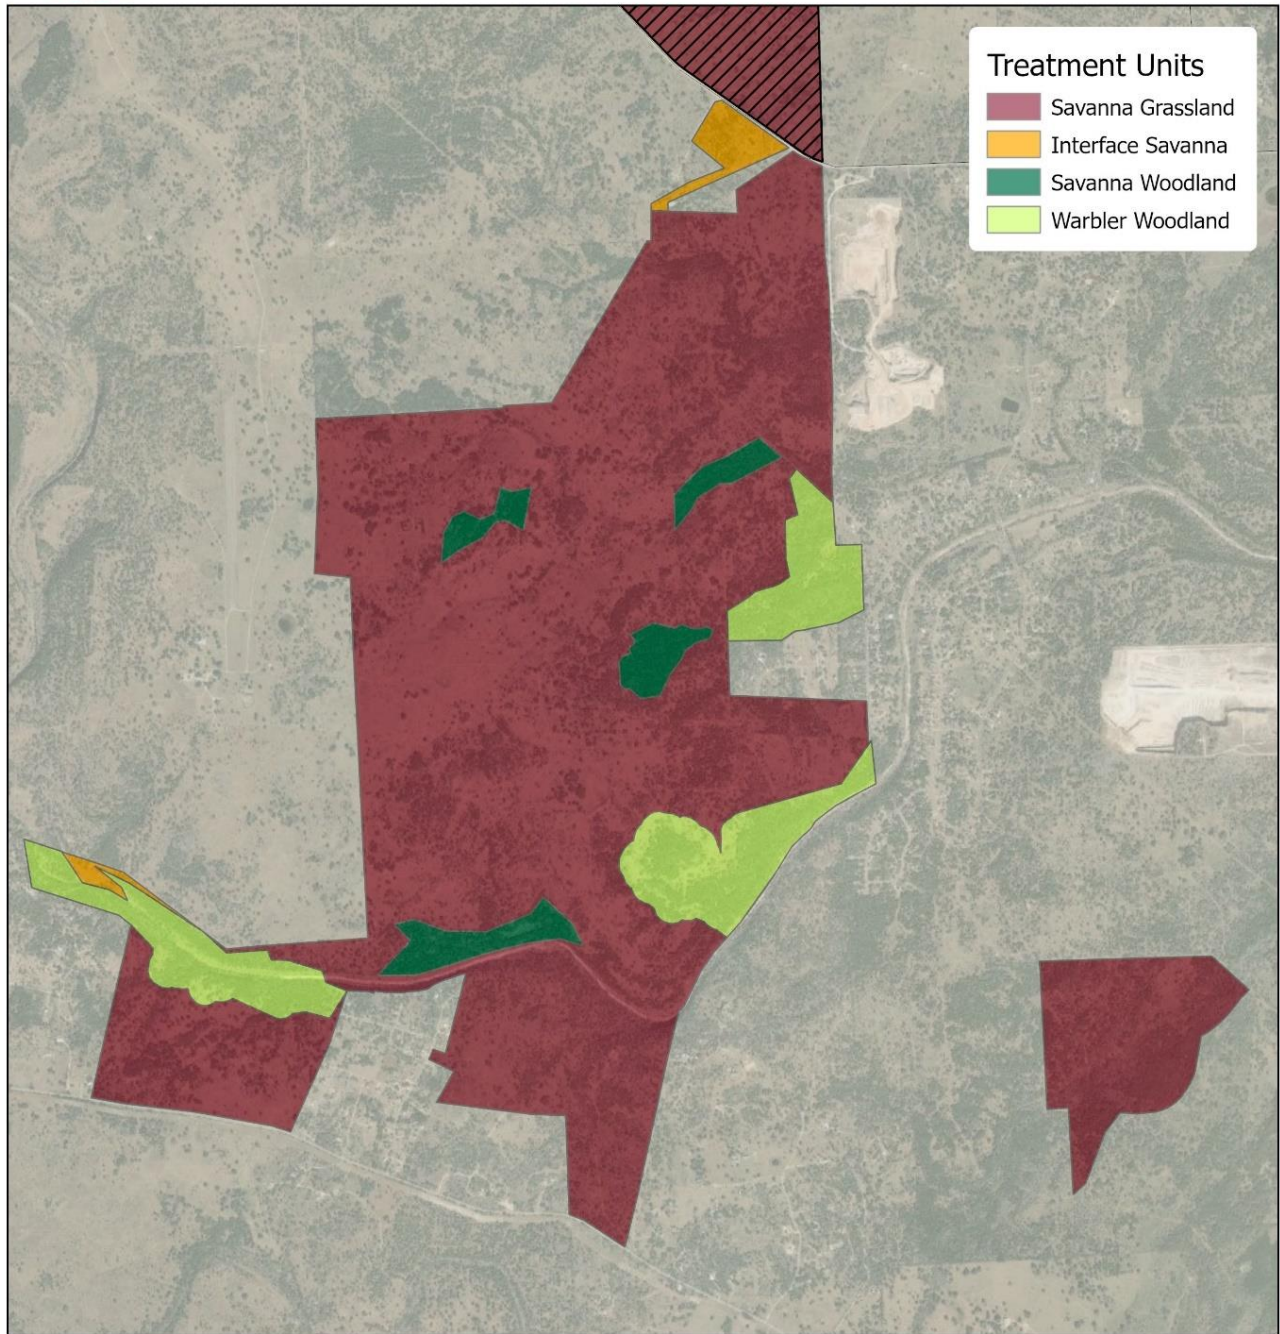 Treatment Units
Savanna Grassland
Interface Savanna
Savanna Woodland
Warbler Woodland